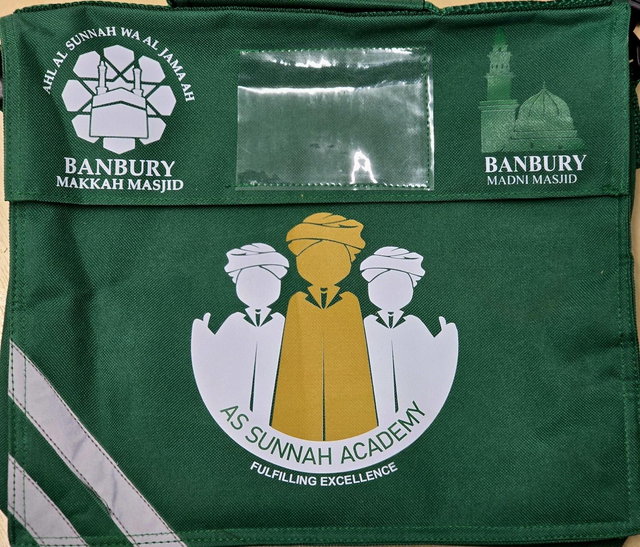 AHL AL SUNNAH WA AL JAMA AH
BANBURY
MAKKAH MASJID
BANBURY
MADNI MASJID
AS SUNNAH ACADEMY
FULFILLING EXCELLENCE